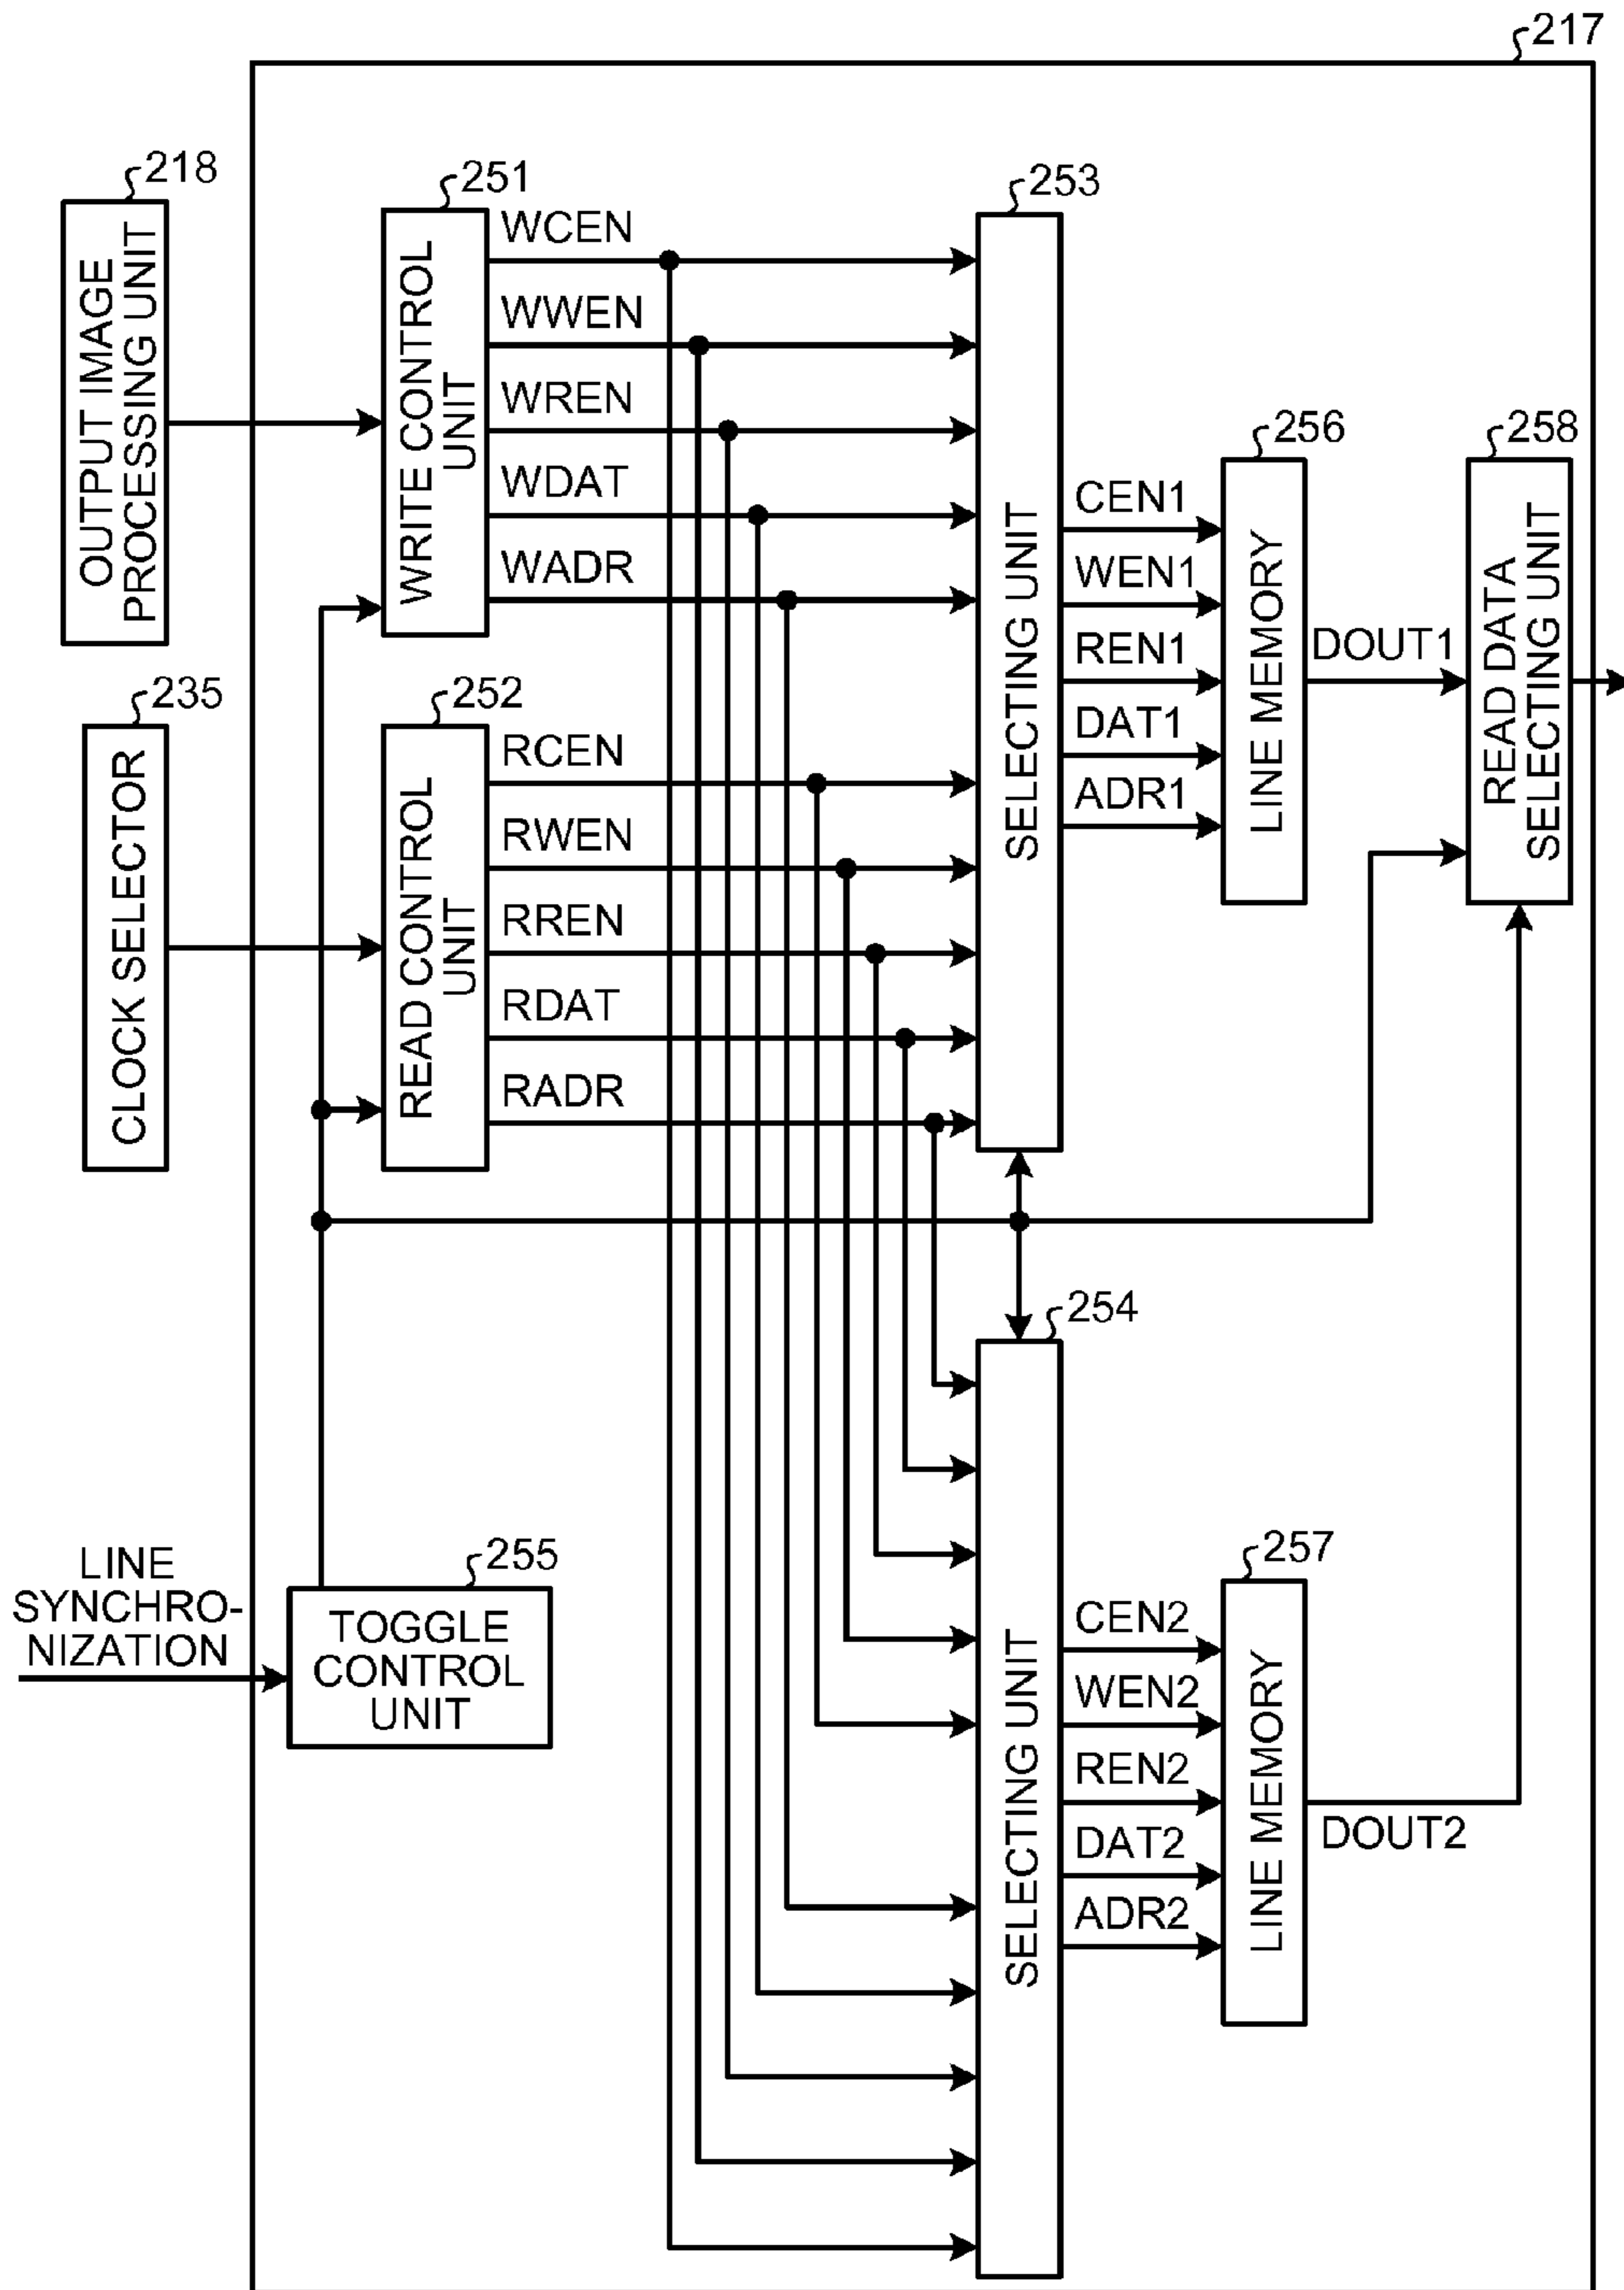 217
218
OUTPUT IMAGE
PROCESSING UNIT
251
WRITE CONTROL
UNIT
WCEN
WWEN
WREN
WDAT
WADR
253
SELECTING UNIT
235
CLOCK SELECTOR
252
READ CONTROL
UNIT
RCEN
RWEN
RREN
RDAT
RADR
CEN1
WEN1
REN1
DAT1
ADR1
256
LINE MEMORY
DOUT1
258
READ DATA
SELECTING UNIT
254
SELECTING UNIT
LINE
SYNCHRO-
NIZATION
255
TOGGLE
CONTROL
UNIT
CEN2
WEN2
REN2
DAT2
ADR2
257
LINE MEMORY
DOUT2